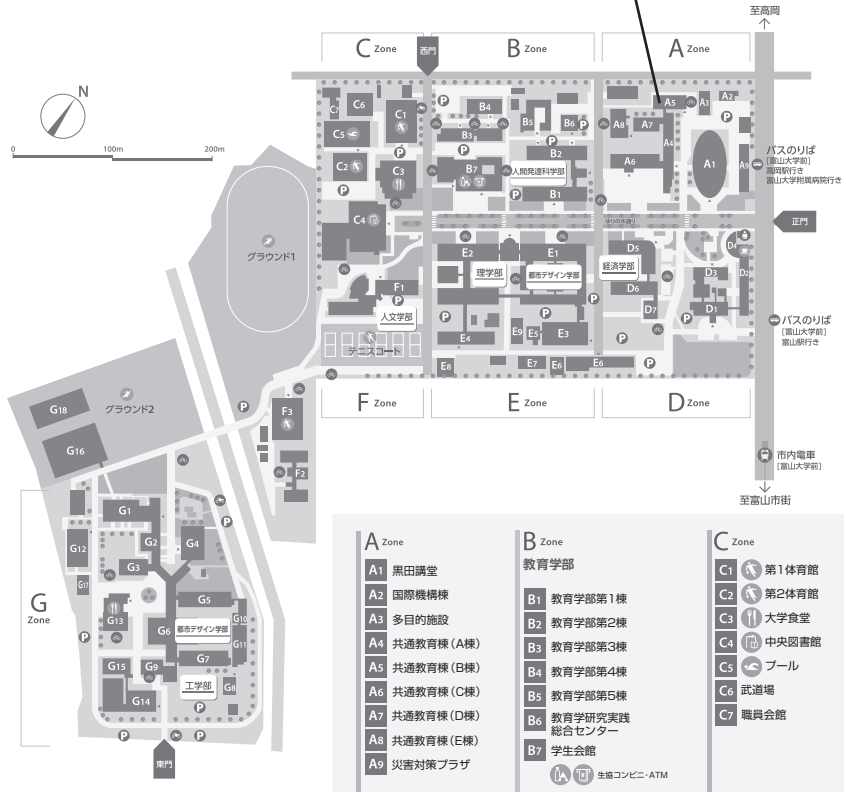 至高岡
C Zone
西門
B Zone
A Zone
N
0 100m 200m
C7
C6
C1
C5
C2
C3
C4
P
B4
B3
B5
B6
P
B2
B7
人間発達科学部
B1
A5
A3
A2
A8
A7
A4
A6
A1
A9
P
バスのりば
[富山大学前]
高岡駅行き
富山大学附属病院行き
正門
グラウンド1
F1
P
人文学部
テニスコート
E2
E1
理学部
都市デザイン学部
E4
E9
E5
E3
E8
E7
E6
E6
P
経済学部
D5
D6
D7
D4
D3
D2
D1
P
バスのりば
[富山大学前]
富山駅行き
F Zone
E Zone
D Zone
市内電車
[富山大学前]
至富山市街
グラウンド2
G18
G16
P
F3
F2
G Zone
G1
G2
G4
G12
G3
G17
G5
G13
G6
都市デザイン学部
G10
G11
G7
G15
G9
工学部
G8
G14
P
東門
A Zone
A1 黒田講堂
A2 国際機構棟
A3 多目的施設
A4 共通教育棟(A棟)
A5 共通教育棟(B棟)
A6 共通教育棟(C棟)
A7 共通教育棟(D棟)
A8 共通教育棟(E棟)
A9 災害対策プラザ
B Zone
教育学部
B1 教育学部第1棟
B2 教育学部第2棟
B3 教育学部第3棟
B4 教育学部第4棟
B5 教育学部第5棟
B6 教育学研究実践
総合センター
B7 学生会館
生協コンビニ・ATM
C Zone
C1 第1体育館
C2 第2体育館
C3 大学食堂
C4 中央図書館
C5 プール
C6 武道場
C7 職員会館